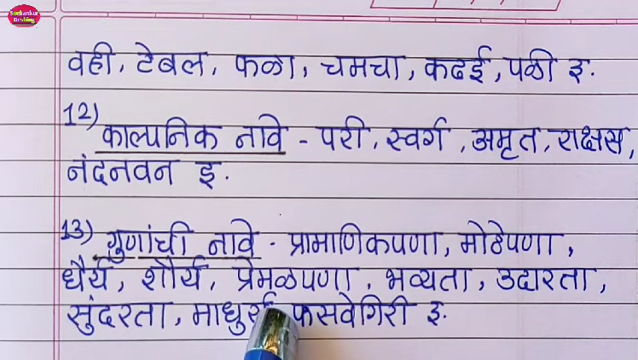 वही, टेबल, फळा, चमचा, कढई, पळी इ.
12)
काल्पनिक नावे - परी, स्वर्ग, अमृत, राक्षस,
नंदनवन इ.
13) गुणांची नावे - प्रामाणिकपणा, मोठेपणा,
धैर्य, शौर्य, प्रेमळपणा, भव्यता, उदारता,
सुंदरता, माधुर्य फसवेगिरी इ.